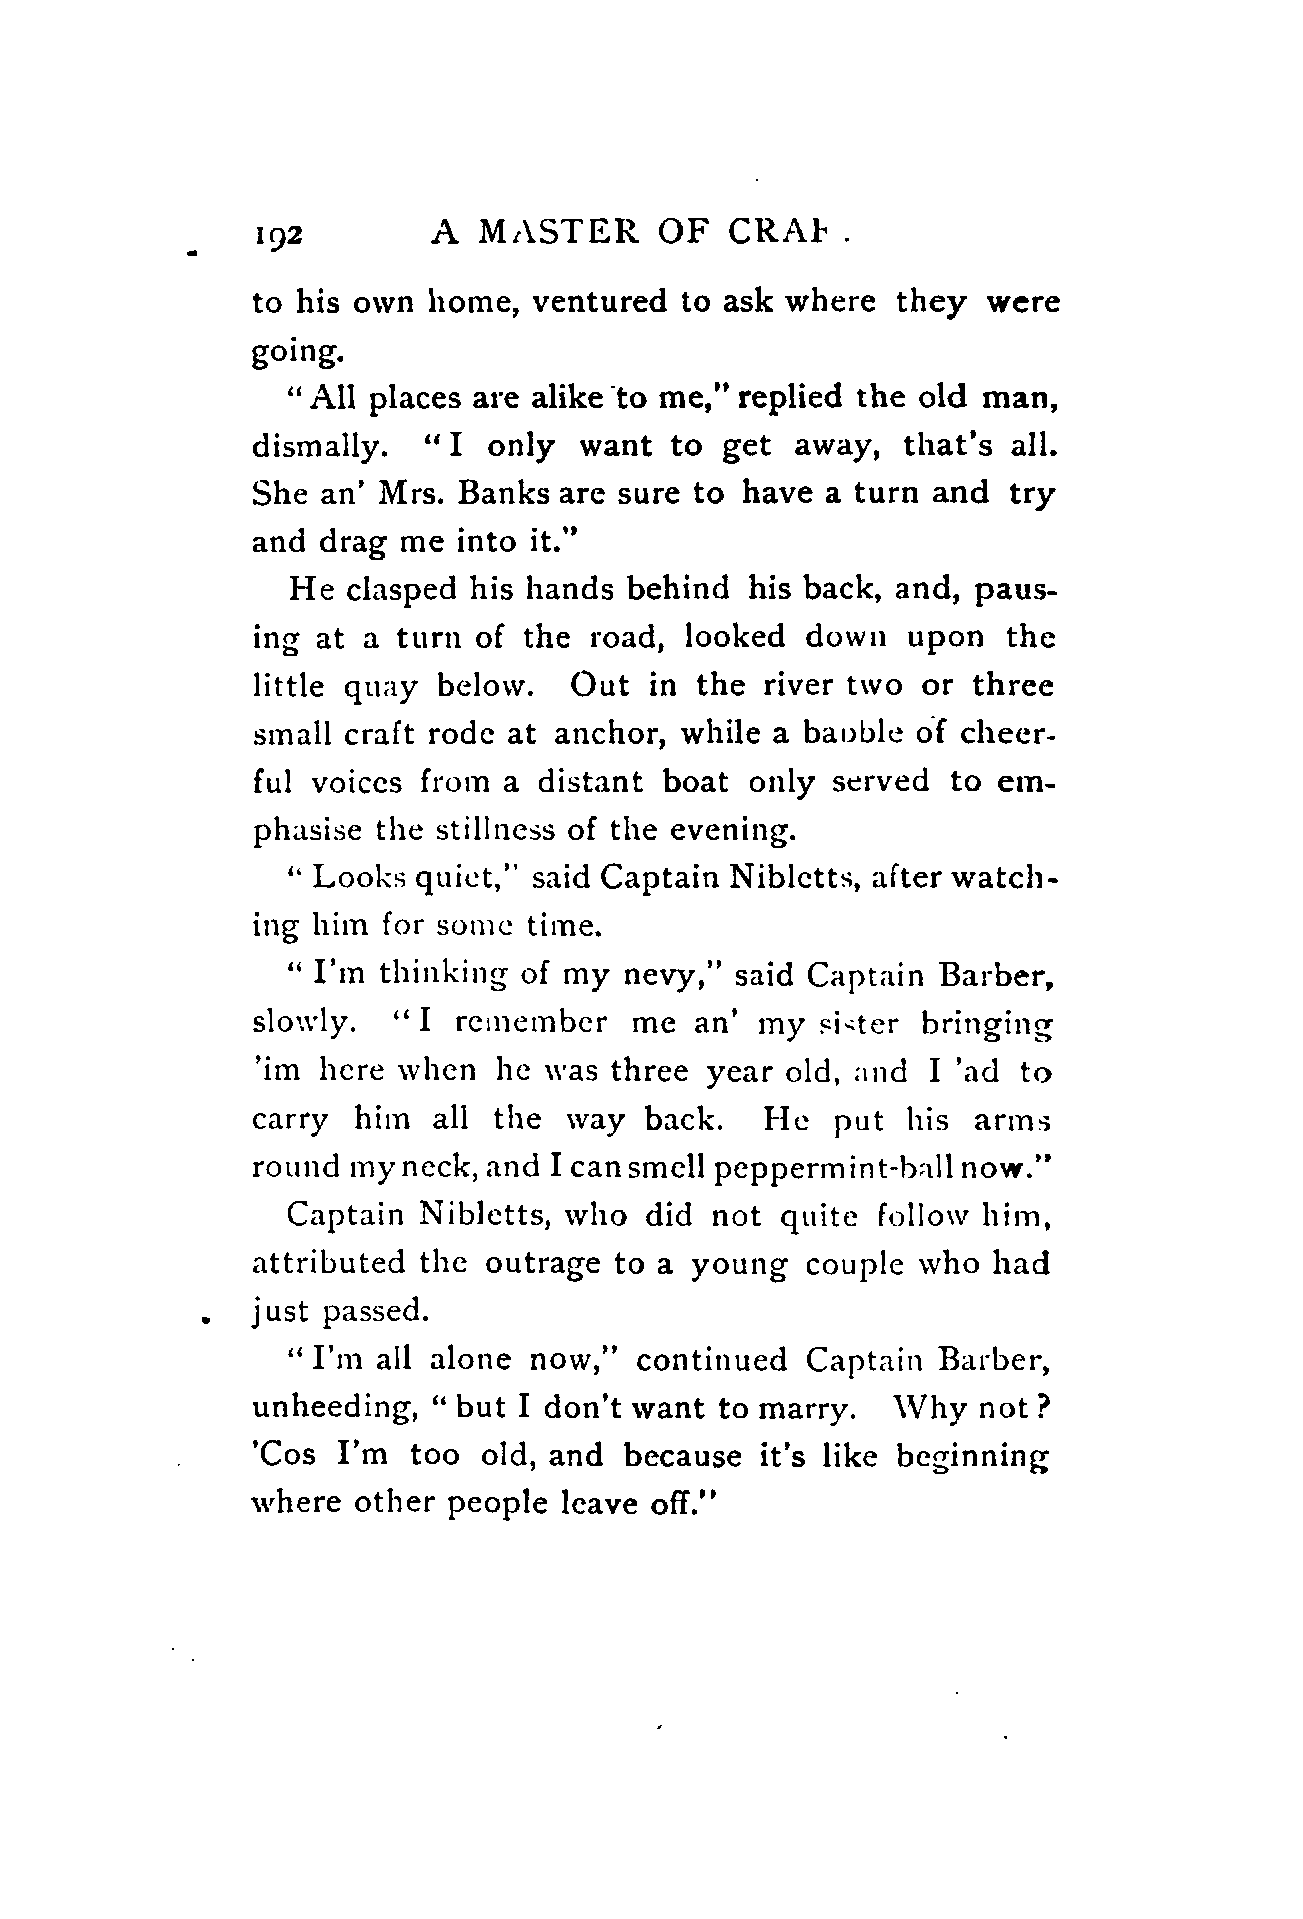 192 A MASTER OF CRAF.
to his own home, ventured to ask where they were
going.
"All places are alike to me," replied the old man,
dismally. "I only want to get away, that's all.
She an' Mrs. Banks are sure to have a turn and try
and drag me into it."
He clasped his hands behind his back, and, paus-
ing at a turn of the road, looked down upon the
little quay below. Out in the river two or three
small craft rode at anchor, while a babble of cheer-
ful voices from a distant boat only served to em-
phasise the stillness of the evening.
"Looks quiet," said Captain Nibletts, after watch-
ing him for some time.
"I'm thinking of my nevy," said Captain Barber,
slowly. "I remember me an' my sister bringing
'im here when he was three year old, and I 'ad to
carry him all the way back. He put his arms
round my neck, and I can smell peppermint-ball now."
Captain Nibletts, who did not quite follow him,
attributed the outrage to a young couple who had
just passed.
"I'm all alone now," continued Captain Barber,
unheeding, "but I don't want to marry. Why not?
'Cos I'm too old, and because it's like beginning
where other people leave off."